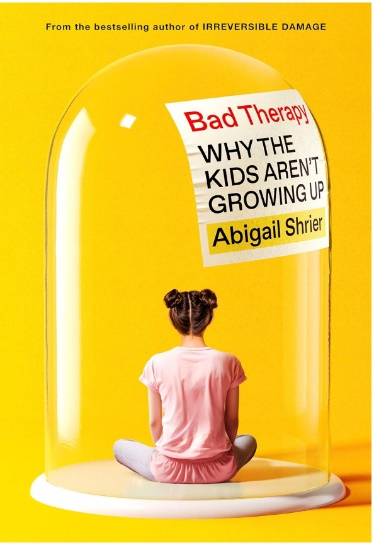 From the bestselling author of IRREVERSIBLE DAMAGE
Bad Therapy
WHY THE
KIDS AREN'T
GROWING UP
Abigail Shrier